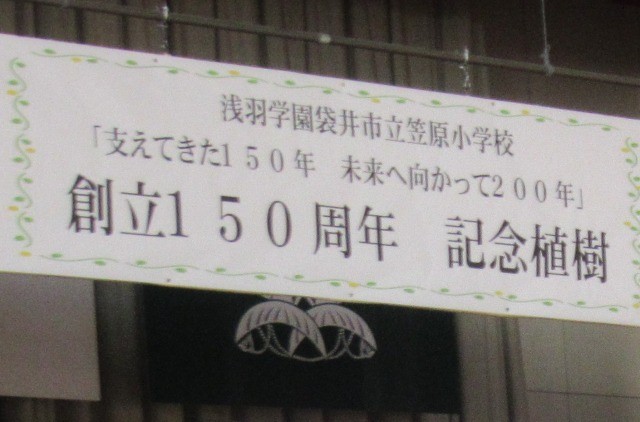 浅羽学園袋井市立笠原小学校
「支えてきた１５０年　未来へ向かって２００年」
創立１５０周年　記念植樹